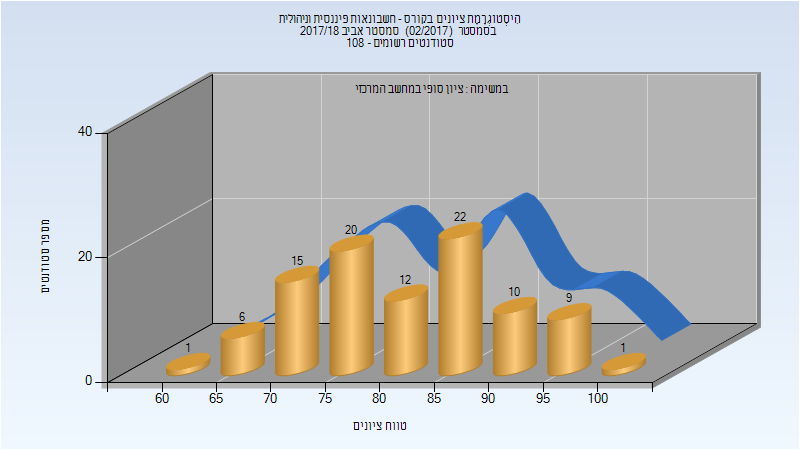 הִיסְטוֹגְרַמַת ציונים בקורס - חשבונאות פיננסית וניהולית
בסמסטר (02/2017) סמסטר אביב 2017/18
סטודנטים רשומים - 108
במשימה : ציון סופי במחשב המרכזי
מספר סטודנטים
40
20
0
1
6
15
20
12
22
10
9
1
60 65 70 75 80 85 90 95 100
טווח ציונים